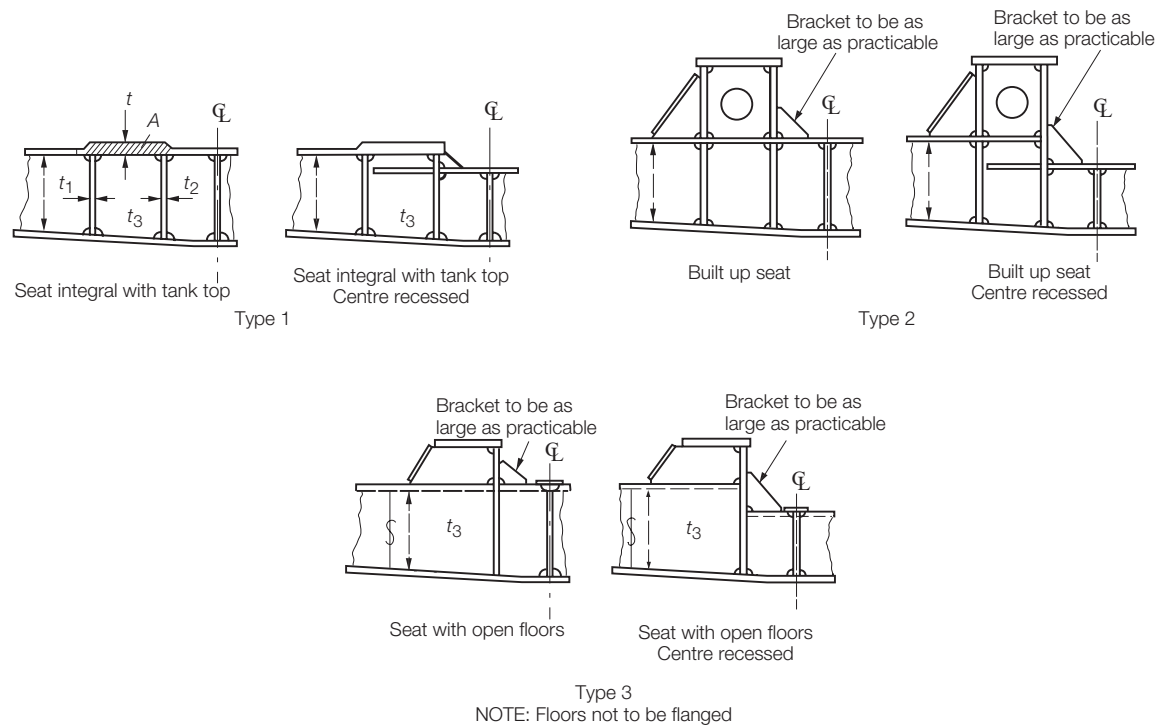 Bracket to be as
large as practicable
Bracket to be as
large as practicable
℄
℄
℄
℄
t
A
t1
t2
t3
t3
Seat integral with tank top
Seat integral with tank top
Centre recessed
Type 1
Built up seat
Built up seat
Centre recessed
Type 2
Bracket to be as
large as practicable
Bracket to be as
large as practicable
℄
℄
t3
t3
Seat with open floors
Seat with open floors
Centre recessed
Type 3
NOTE: Floors not to be flanged